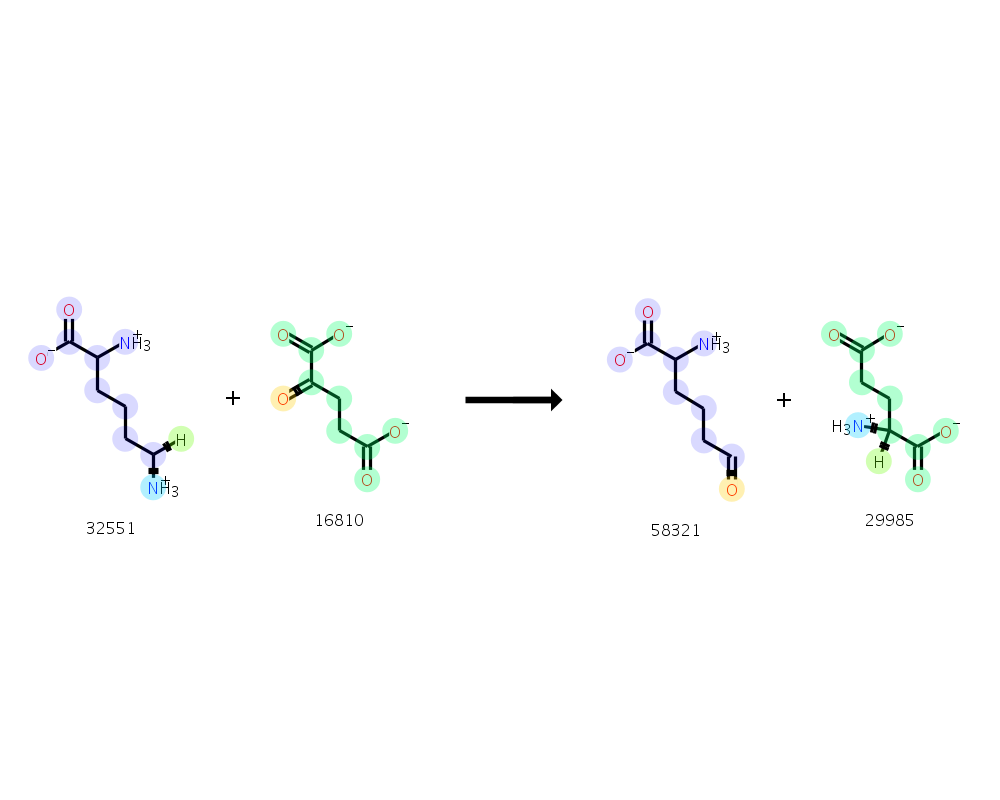 O O⁻ NH₃⁺ H NH₃⁺
+
O O⁻ O O⁻ O
O O⁻ NH₃⁺ O
+
O O⁻ H₃N⁺ H O⁻ O
32551
16810
58321
29985